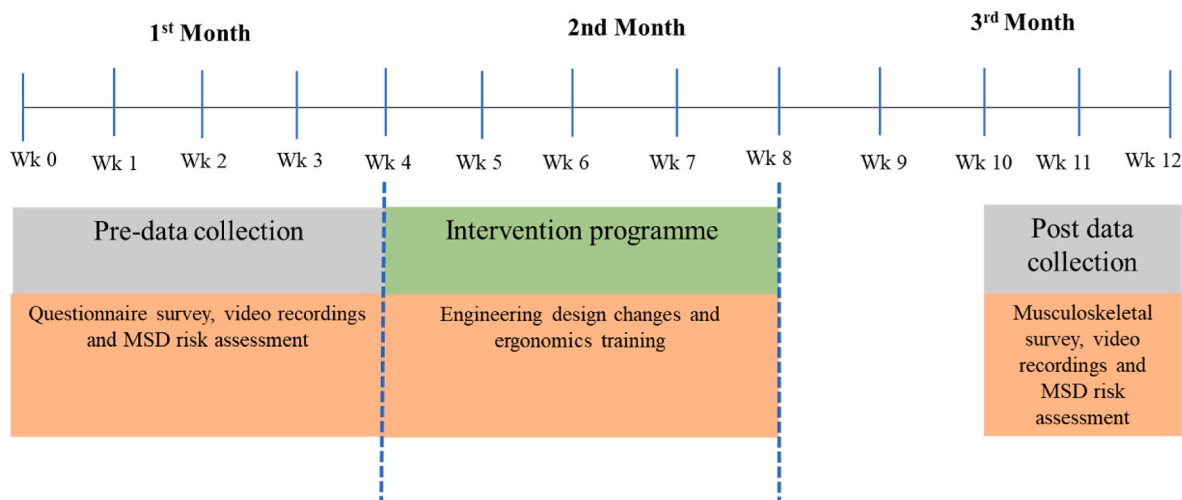 1st Month
2nd Month
3rd Month
Wk 0
Wk 1
Wk 2
Wk 3
Wk 4
Wk 5
Wk 6
Wk 7
Wk 8
Wk 9
Wk 10
Wk 11
Wk 12
Pre-data collection
Questionnaire survey, video recordings
and MSD risk assessment
Intervention programme
Engineering design changes and
ergonomics training
Post data
collection
Musculoskeletal
survey, video
recordings and
MSD risk
assessment